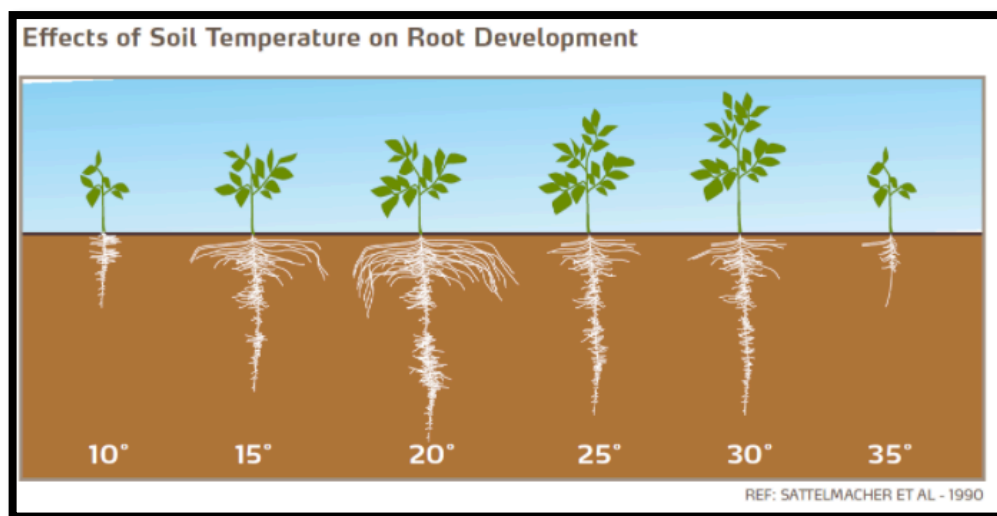 Effects of Soil Temperature on Root Development
10° 15° 20° 25° 30° 35°
REF: SATTELMACHER ET AL - 1990